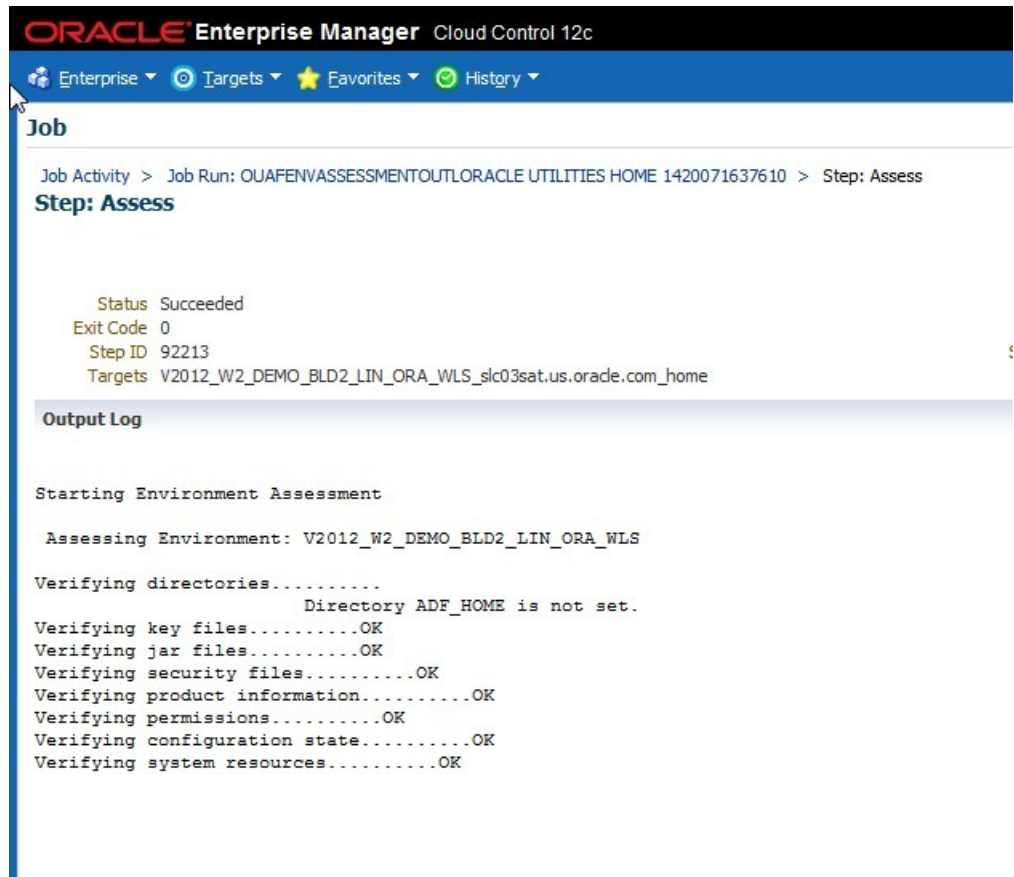 ORACLE Enterprise Manager Cloud Control 12c
Enterprise Targets Favorites History
Job
Job Activity > Job Run: OUAFENVASSESSMENTOUTLORACLE UTILITIES HOME 1420071637610 > Step: Assess
Step: Assess
Status Succeeded
Exit Code 0
Step ID 92213
Targets V2012_W2_DEMO_BLD2_LIN_ORA_WLS_slc03sat.us.oracle.com_home
Output Log
Starting Environment Assessment
Assessing Environment: V2012_W2_DEMO_BLD2_LIN_ORA_WLS
Verifying directories..........
Directory ADF_HOME is not set.
Verifying key files..........OK
Verifying jar files..........OK
Verifying security files..........OK
Verifying product information..........OK
Verifying permissions..........OK
Verifying configuration state..........OK
Verifying system resources..........OK